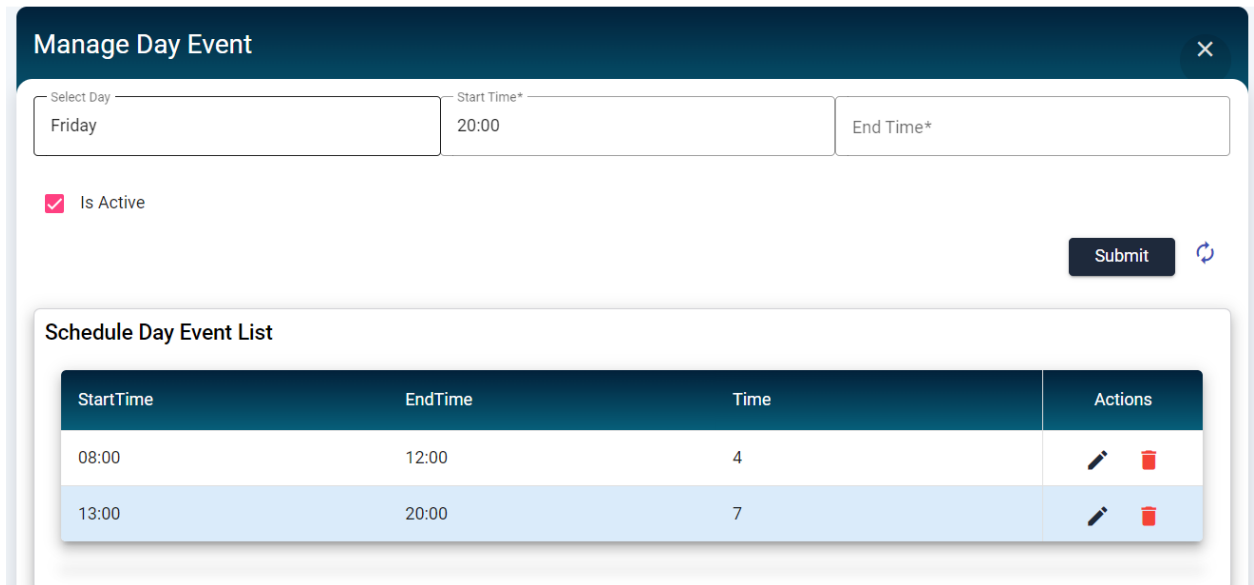 Manage Day Event
Select Day
Friday
Start Time*
20:00
End Time*
Is Active
Submit
Schedule Day Event List
StartTime EndTime Time Actions
08:00 12:00 4
13:00 20:00 7